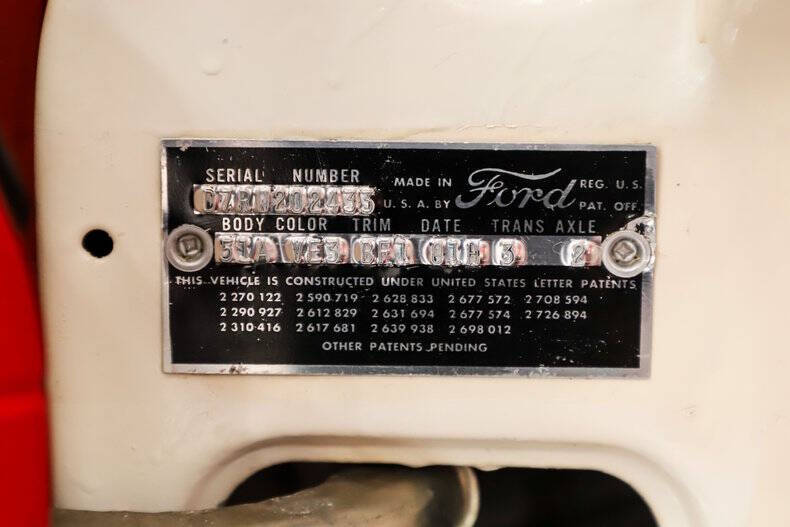 SERIAL NUMBER
MADE IN U.S.A. BY Ford REG. U.S. PAT. OFF.
BODY COLOR TRIM DATE TRANS AXLE
3 2
THIS VEHICLE IS CONSTRUCTED UNDER UNITED STATES LETTER PATENTS
2 270 122 2 590 719 2 628 833 2 677 572 2 708 594
2 290 927 2 612 829 2 631 694 2 677 574 2 726 894
2 310 416 2 617 681 2 639 938 2 698 012
OTHER PATENTS PENDING